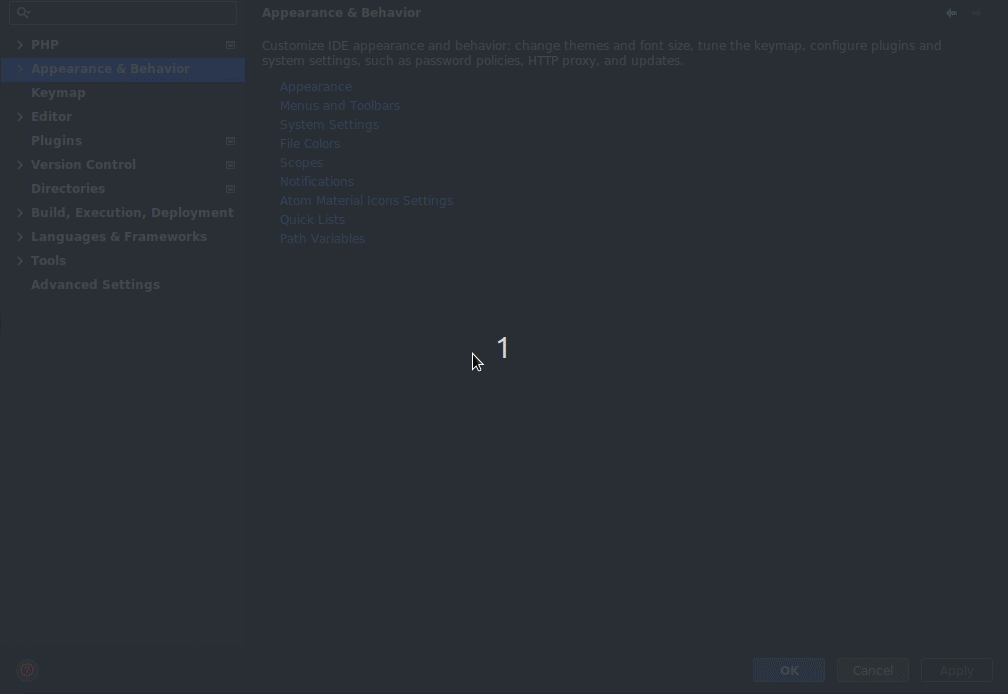 Appearance & Behavior
PHP
Appearance & Behavior
Keymap
Editor
Plugins
Version Control
Directories
Build, Execution, Deployment
Languages & Frameworks
Tools
Advanced Settings
Customize IDE appearance and behavior: change themes and font size, tune the keymap, configure plugins and
system settings, such as password policies, HTTP proxy, and updates.
Appearance
Menus and Toolbars
System Settings
File Colors
Scopes
Notifications
Atom Material Icons Settings
Quick Lists
Path Variables
1
?
OK
Cancel
Apply